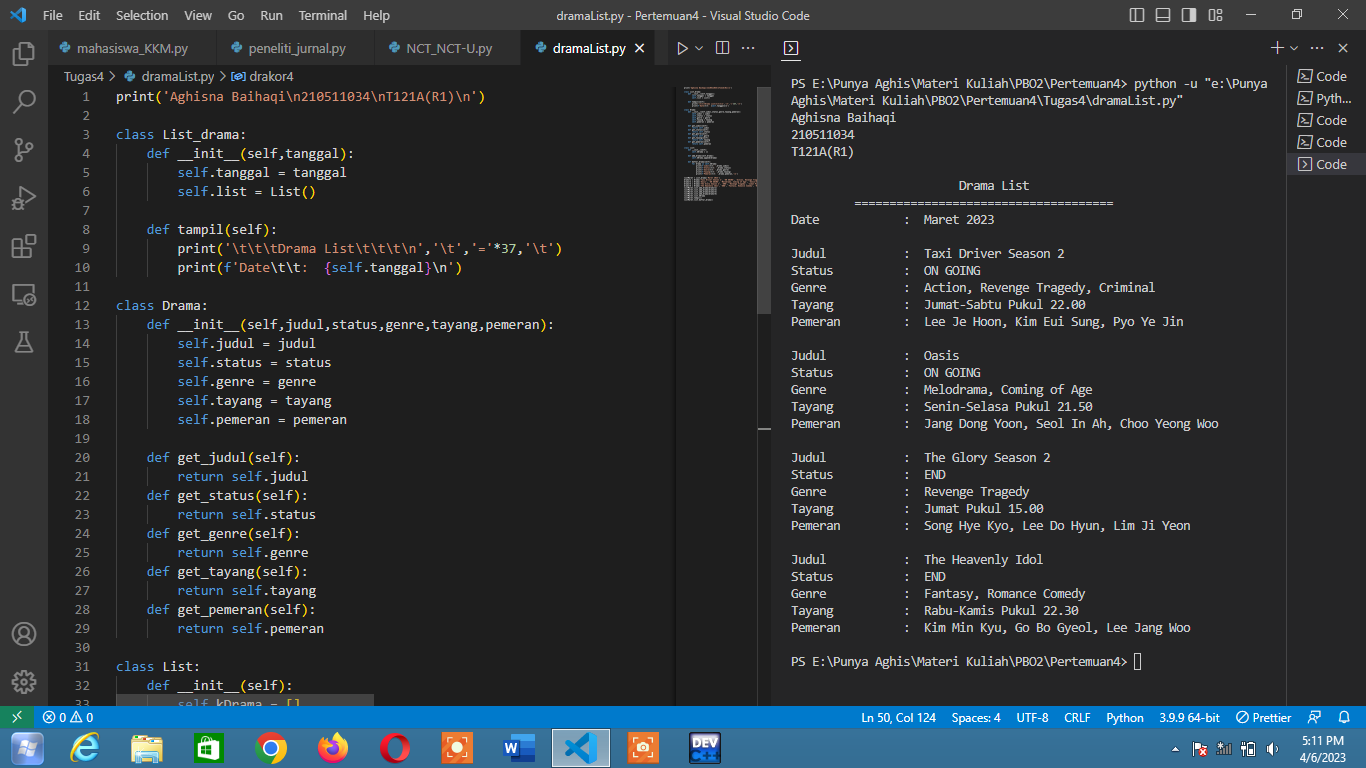 File Edit Selection View Go Run Terminal Help dramaList.py - Pertemuan4 - Visual Studio Code
mahasiswa_KKM.py peneliti_jurnal.py NCT_NCT-U.py dramaList.py
Tugas4 > dramaList.py > drakor4
1 print('Aghisna Baihaqi\n210511034\nT121A(R1)\n')
2
3 class List_drama:
4     def __init__(self,tanggal):
5         self.tanggal = tanggal
6         self.list = List()
7
8     def tampil(self):
9         print('\t\t\tDrama List\t\t\t\n','\t','='*37,'\t')
10         print(f'Date\t\t:  {self.tanggal}\n')
11
12 class Drama:
13     def __init__(self,judul,status,genre,tayang,pemeran):
14         self.judul = judul
15         self.status = status
16         self.genre = genre
17         self.tayang = tayang
18         self.pemeran = pemeran
19
20     def get_judul(self):
21         return self.judul
22     def get_status(self):
23         return self.status
24     def get_genre(self):
25         return self.genre
26     def get_tayang(self):
27         return self.tayang
28     def get_pemeran(self):
29         return self.pemeran
30
31 class List:
32     def __init__(self):
33         self.kDrama = []
PS E:\Punya Aghis\Materi Kuliah\PBO2\Pertemuan4> python -u "e:\Punya
Aghis\Materi Kuliah\PBO2\Pertemuan4\Tugas4\dramaList.py"
Aghisna Baihaqi
210511034
T121A(R1)
Drama List
=====================================
Date : Maret 2023
Judul : Taxi Driver Season 2
Status : ON GOING
Genre : Action, Revenge Tragedy, Criminal
Tayang : Jumat-Sabtu Pukul 22.00
Pemeran : Lee Je Hoon, Kim Eui Sung, Pyo Ye Jin
Judul : Oasis
Status : ON GOING
Genre : Melodrama, Coming of Age
Tayang : Senin-Selasa Pukul 21.50
Pemeran : Jang Dong Yoon, Seol In Ah, Choo Yeong Woo
Judul : The Glory Season 2
Status : END
Genre : Revenge Tragedy
Tayang : Jumat Pukul 15.00
Pemeran : Song Hye Kyo, Lee Do Hyun, Lim Ji Yeon
Judul : The Heavenly Idol
Status : END
Genre : Fantasy, Romance Comedy
Tayang : Rabu-Kamis Pukul 22.30
Pemeran : Kim Min Kyu, Go Bo Gyeol, Lee Jang Woo
PS E:\Punya Aghis\Materi Kuliah\PBO2\Pertemuan4>
Code
Pyth...
Code
Code
Code
0 0 Ln 50, Col 124 Spaces: 4 UTF-8 CRLF Python 3.9.9 64-bit Prettier
DEV C++
5:11 PM
4/6/2023